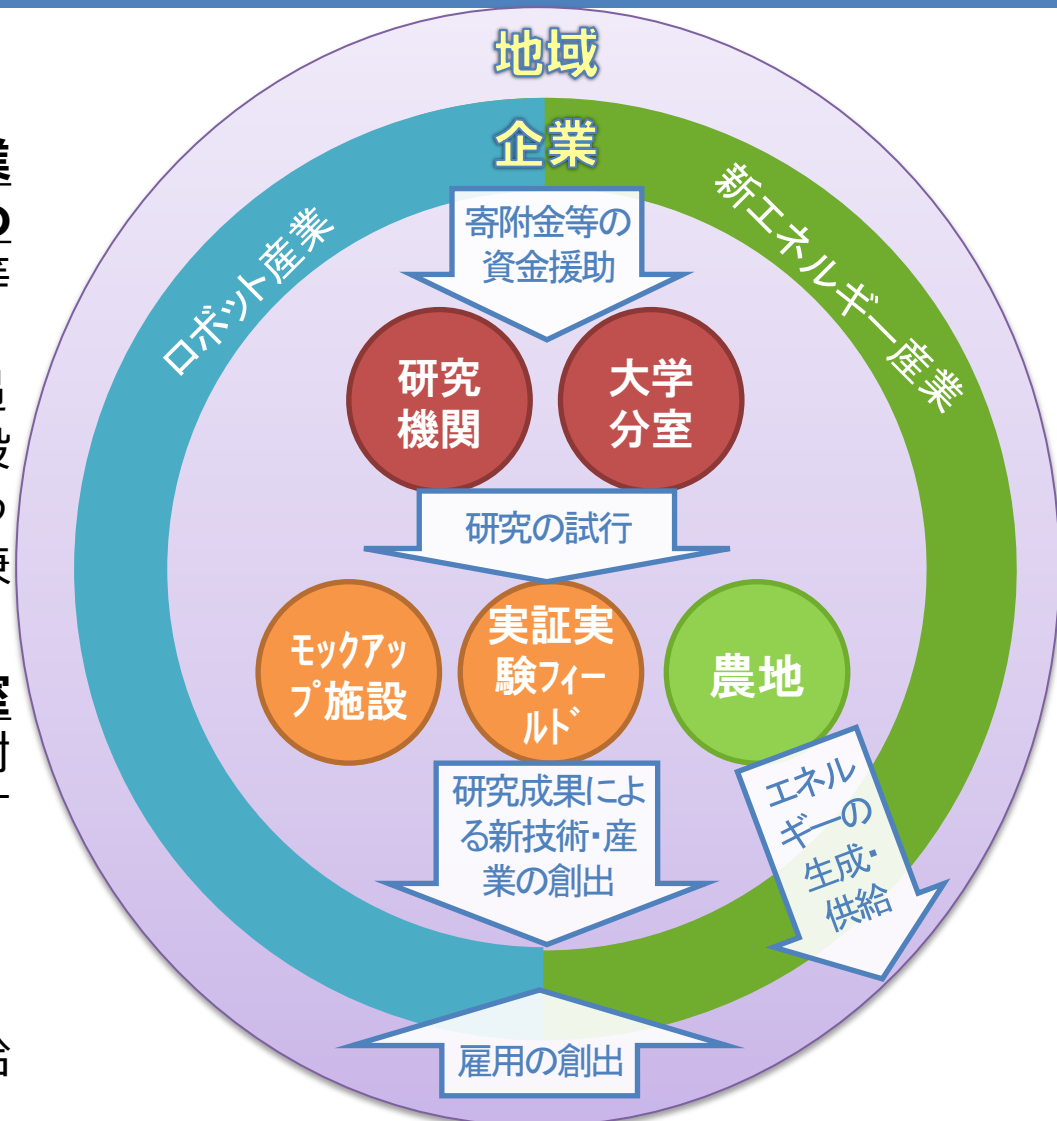 地域
企業
ロボット産業
新エネルギー産業
寄附金等の
資金援助
研究
機関
大学
分室
研究の試行
モックアッ
プ施設
実証実
験フィー
ルド
農地
研究成果によ
る新技術・産
業の創出
エネル
ギーの
生成・
供給
雇用の創出